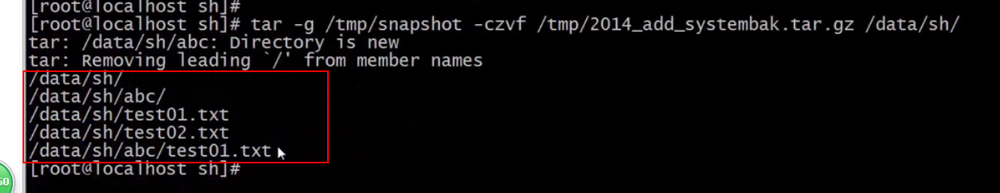 [root@localhost sh]#
[root@localhost sh]# tar -g /tmp/snapshot -czvf /tmp/2014_add_systembak.tar.gz /data/sh/
tar: /data/sh/abc: Directory is new
tar: Removing leading `/' from member names
/data/sh/
/data/sh/abc/
/data/sh/test01.txt
/data/sh/test02.txt
/data/sh/abc/test01.txt
[root@localhost sh]#
60